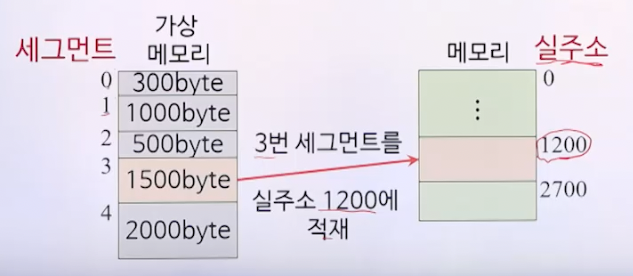 세그먼트
가상
메모리
0
300byte
1
1000byte
2
500byte
3
1500byte
4
2000byte
3번 세그먼트를
실주소 1200에
적재
메모리
실주소
0
⋮
1200
2700